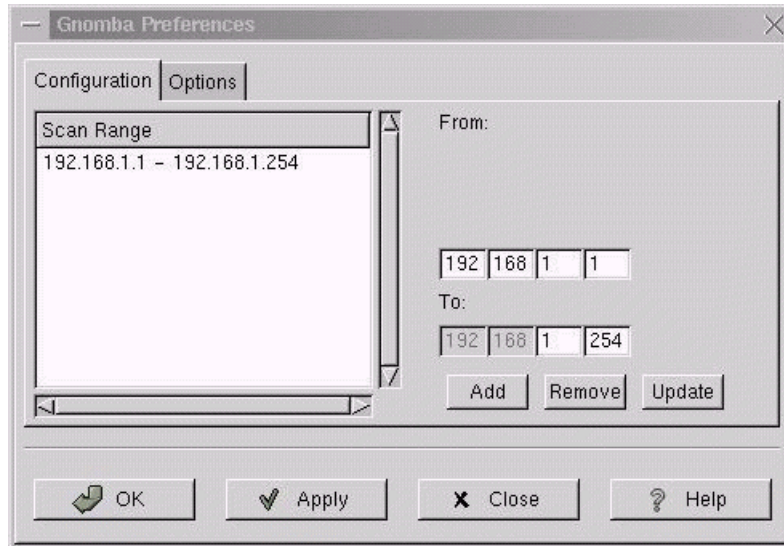 Gnomba Preferences
Configuration Options
Scan Range
192.168.1.1 – 192.168.1.254
From:
192 168 1 1
To:
192 168 1 254
Add Remove Update
OK Apply Close Help